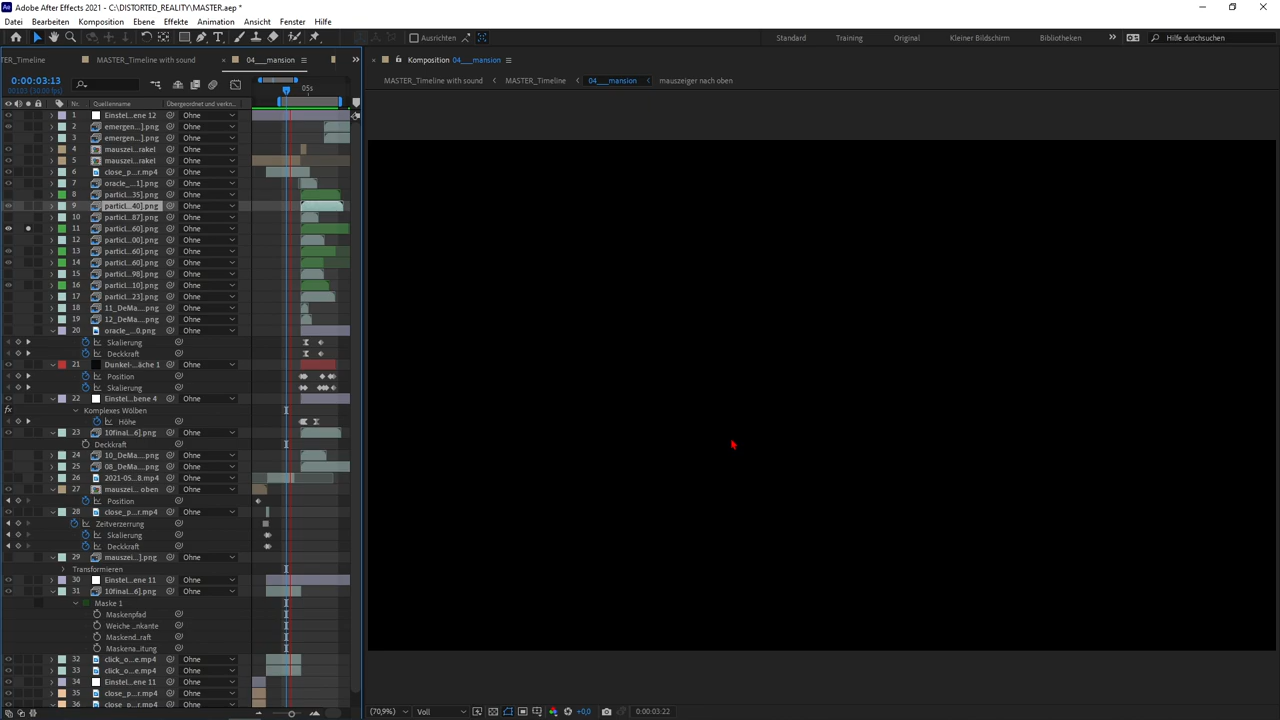 Adobe After Effects 2021 - C:\DISTORTED_REALITY\MASTER.aep *
Datei Bearbeiten Komposition Ebene Effekte Animation Ansicht Fenster Hilfe
Ausrichten Standard Training Original Kleiner Bildschirm Bibliotheken Hilfe durchsuchen
TER_Timeline MASTER_Timeline with sound 04___mansion Komposition 04___mansion
MASTER_Timeline with sound MASTER_Timeline 04___mansion mauszeiger nach oben
0:00:03:13
05s
Nr. Quellenname Übergeordnet und verkn...
1 Einstel...ene 12 Ohne
2 emergen...].png Ohne
3 emergen...].png Ohne
4 mauszei...rakel Ohne
5 mauszei...rakel Ohne
6 close_p...r.mp4 Ohne
7 oracle_...1].png Ohne
8 particl...35].png Ohne
9 particl...40].png Ohne
10 particl...87].png Ohne
11 particl...60].png Ohne
12 particl...00].png Ohne
13 particl...60].png Ohne
14 particl...60].png Ohne
15 particl...98].png Ohne
16 particl...10].png Ohne
17 particl...23].png Ohne
18 11_DeMa....png Ohne
19 12_DeMa....png Ohne
20 oracle_...0.png Ohne
Skalierung
Deckkraft
21 Dunkel-...äche 1 Ohne
Position
Skalierung
22 Einstel...bene 4 Ohne
fx Komplexes Wölben
Höhe
23 10final...6].png Ohne
Deckkraft
24 10_DeMa....png Ohne
25 08_DeMa....png Ohne
26 2021-05...8.mp4 Ohne
27 mauszei... oben Ohne
Position
28 close_p...r.mp4 Ohne
Zeitverzerrung
Skalierung
Deckkraft
29 mauszei...].png Ohne
Transformieren
30 Einstel...ene 11 Ohne
31 10final...6].png Ohne
Maske 1
Maskenpfad
Weiche ..nkante
Maskend...raft
Maskena...itung
32 click_o...e.mp4 Ohne
33 click_o...e.mp4 Ohne
34 Einstel...ene 11 Ohne
35 close_p...r.mp4 Ohne
36 close_p...r.mp4 Ohne
(70,9%) Voll +0,0 0:00:03:22